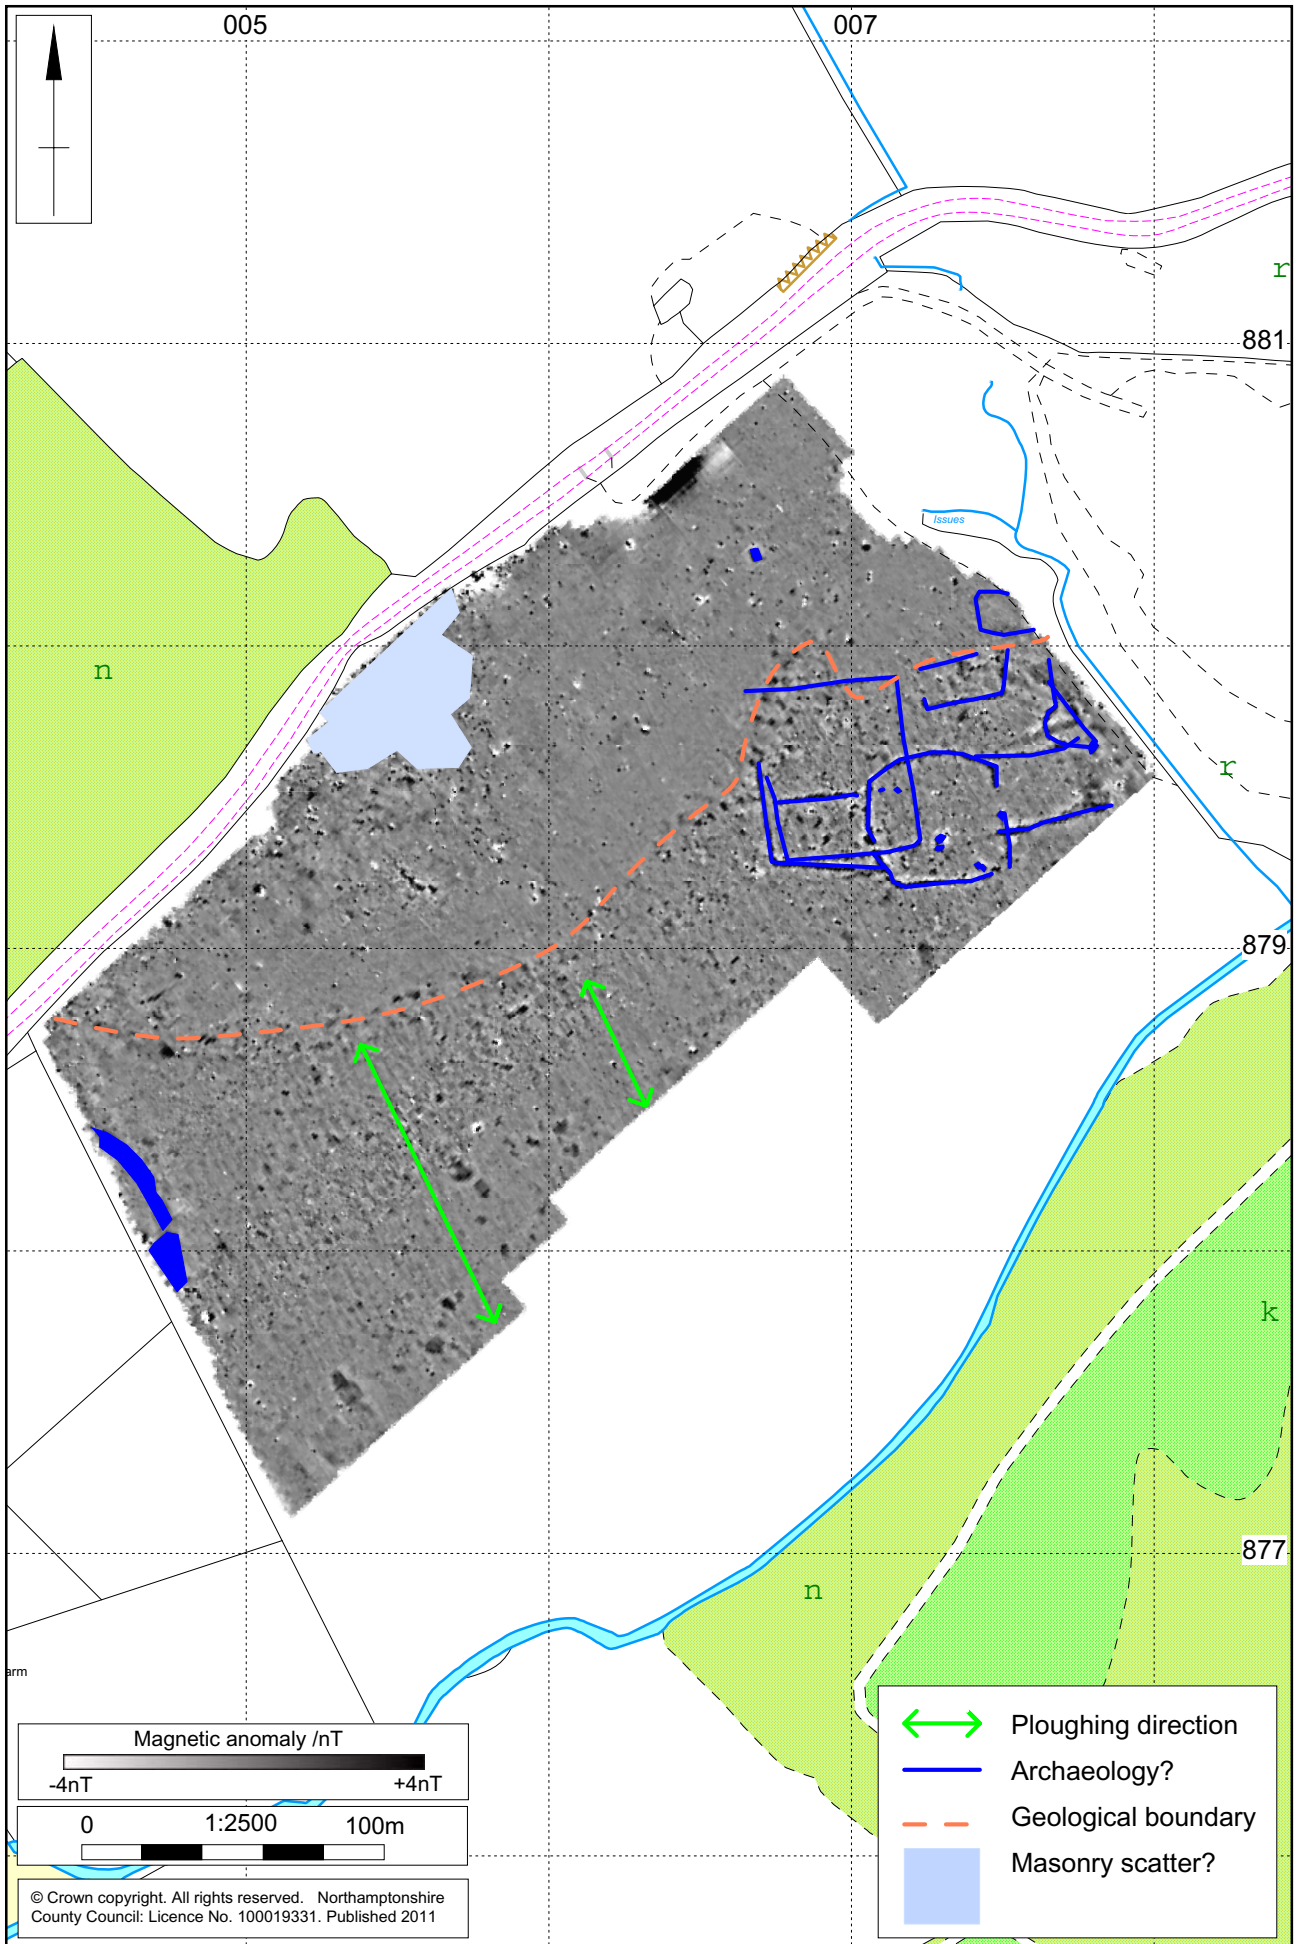 005
007
r
881
Issues
n
r
879
k
877
n
arm
Magnetic anomaly /nT
-4nT +4nT
0 1:2500 100m
© Crown copyright. All rights reserved. Northamptonshire
County Council: Licence No. 100019331. Published 2011
Ploughing direction
Archaeology?
Geological boundary
Masonry scatter?